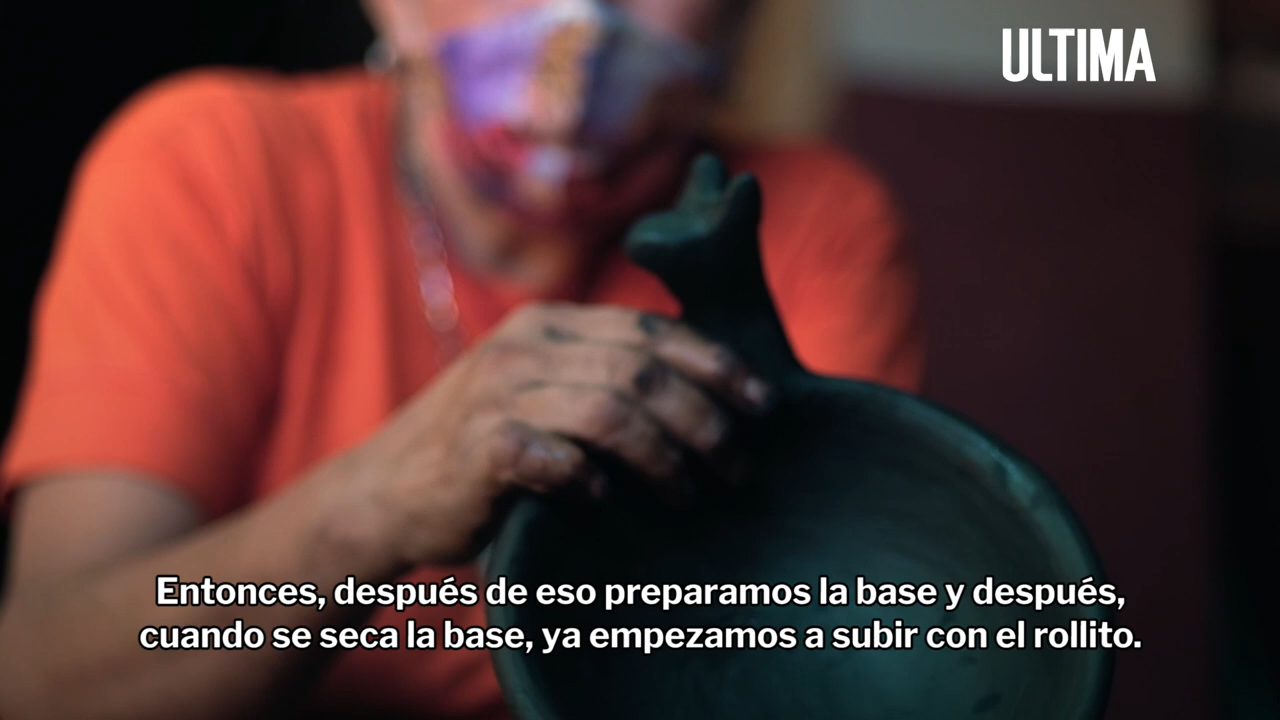 ULTIMA
Entonces, después de eso preparamos la base y después,
cuando se seca la base, ya empezamos a subir con el rollito.